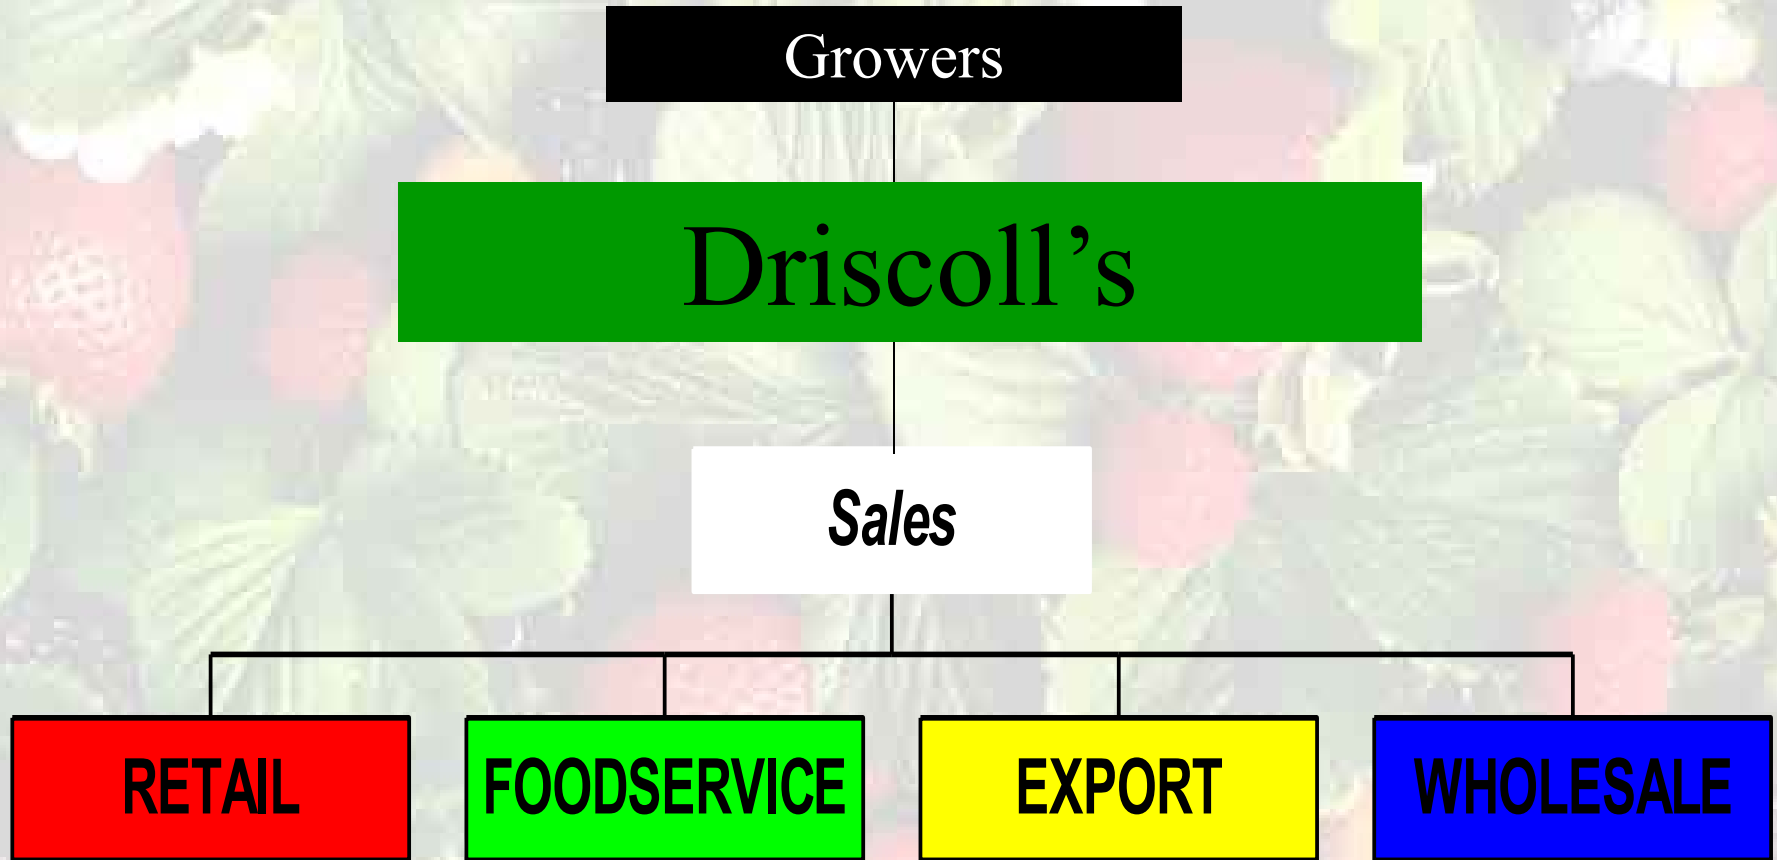 Growers
Driscoll’s
Sales
RETAIL
FOODSERVICE
EXPORT
WHOLESALE